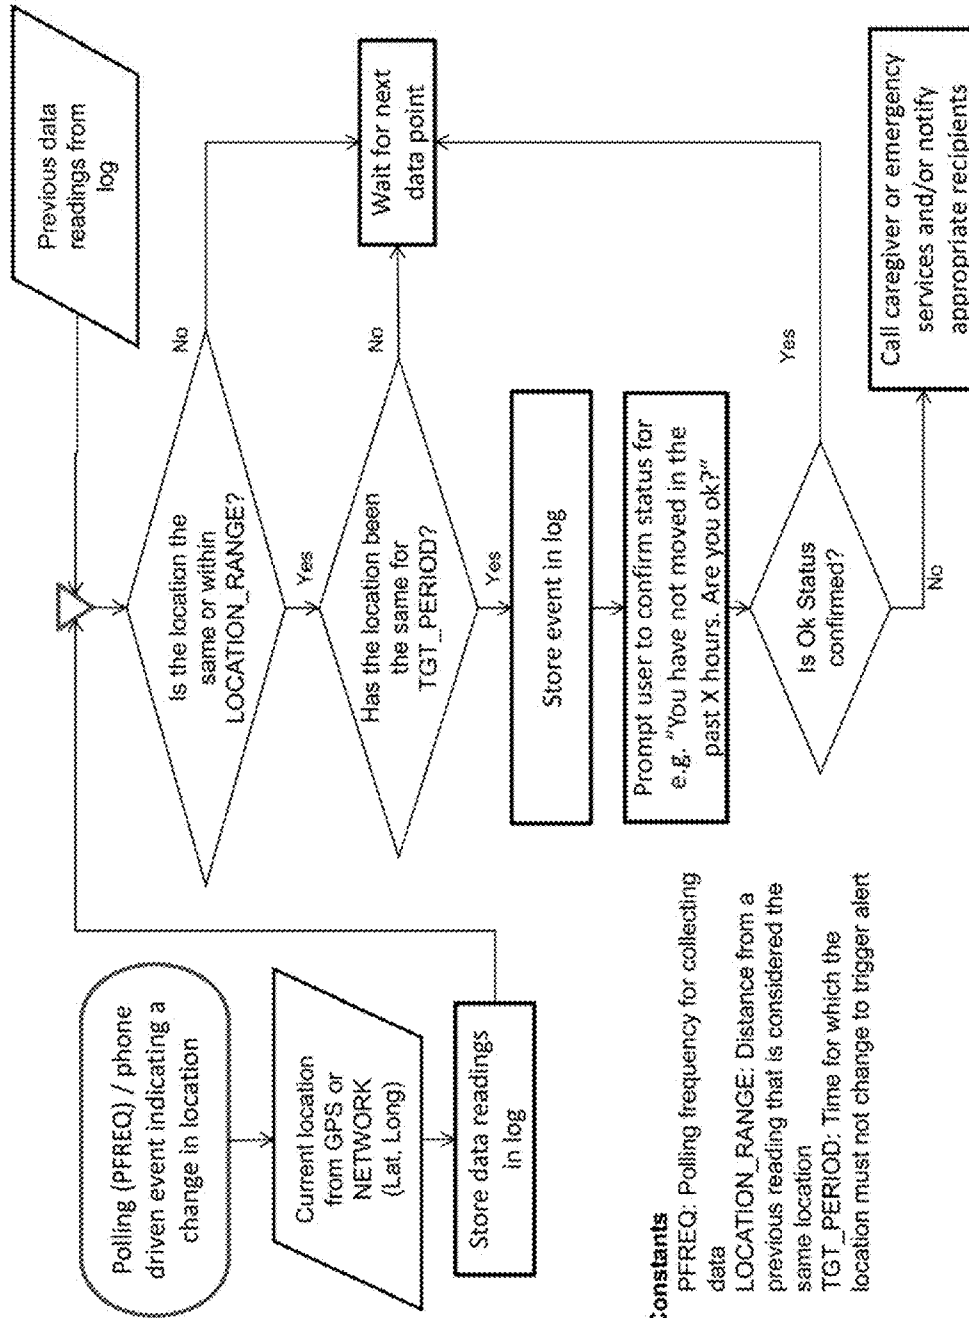 Polling (PFREQ) / phone
driven event indicating a
change in location
Current location
from GPS or
NETWORK
(Lat, Long)
Store data readings
in log
Previous data
readings from
log
Is the location the
same or within
LOCATION_RANGE?
No
Yes
Has the location been
the same for
TGT_PERIOD?
No
Yes
Wait for next
data point
Store event in log
Prompt user to confirm status for
e.g. "You have not moved in the
past X hours. Are you ok?"
Is Ok Status
confirmed?
Yes
No
Call caregiver or emergency
services and/or notify
appropriate recipients
Constants
PFREQ: Polling frequency for collecting
data
LOCATION_RANGE: Distance from a
previous reading that is considered the
same location
TGT_PERIOD: Time for which the
location must not change to trigger alert